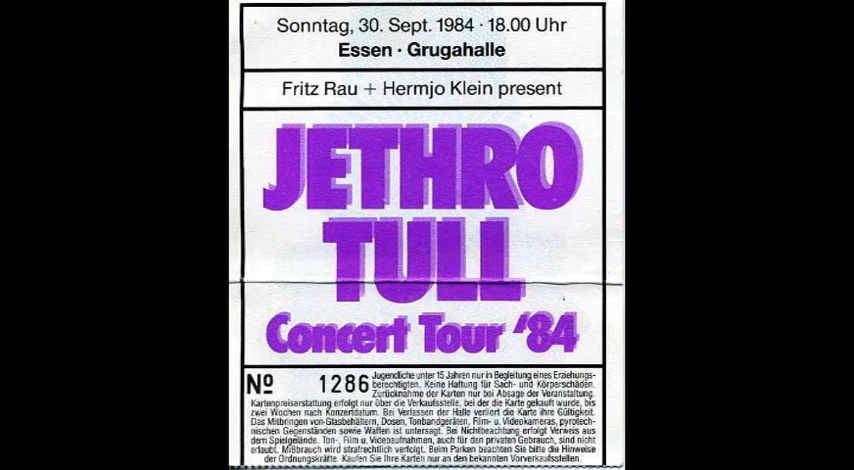 Sonntag, 30. Sept. 1984 · 18.00 Uhr
Essen · Grugahalle
Fritz Rau + Hermjo Klein present
JETHRO
TULL
Concert Tour '84
Nº 1286
Jugendliche unter 15 Jahren nur in Begleitung eines Erziehungs-
berechtigten. Keine Haftung für Sach- und Körperschäden.
Zurücknahme der Karten nur bei Absage der Veranstaltung.
Kartenpreiserstattung erfolgt nur über die Verkaufsstelle, bei der die Karte gekauft wurde, bis
zwei Wochen nach Konzertdatum. Bei Verlassen der Halle verliert die Karte ihre Gültigkeit.
Das Mitbringen von Glasbehältern, Dosen, Tonbandgeräten, Film- u. Videokameras, pyrotech-
nischen Gegenständen sowie Waffen ist untersagt. Bei Nichtbeachtung erfolgt Verweis aus
dem Spielgelände. Ton-, Film u. Videoaufnahmen, auch für den privaten Gebrauch, sind nicht
erlaubt. Mißbrauch wird strafrechtlich verfolgt. Beim Parken beachten Sie bitte die Hinweise
der Ordnungskräfte. Kaufen Sie Ihre Karten nur an den bekannten Vorverkaufsstellen.